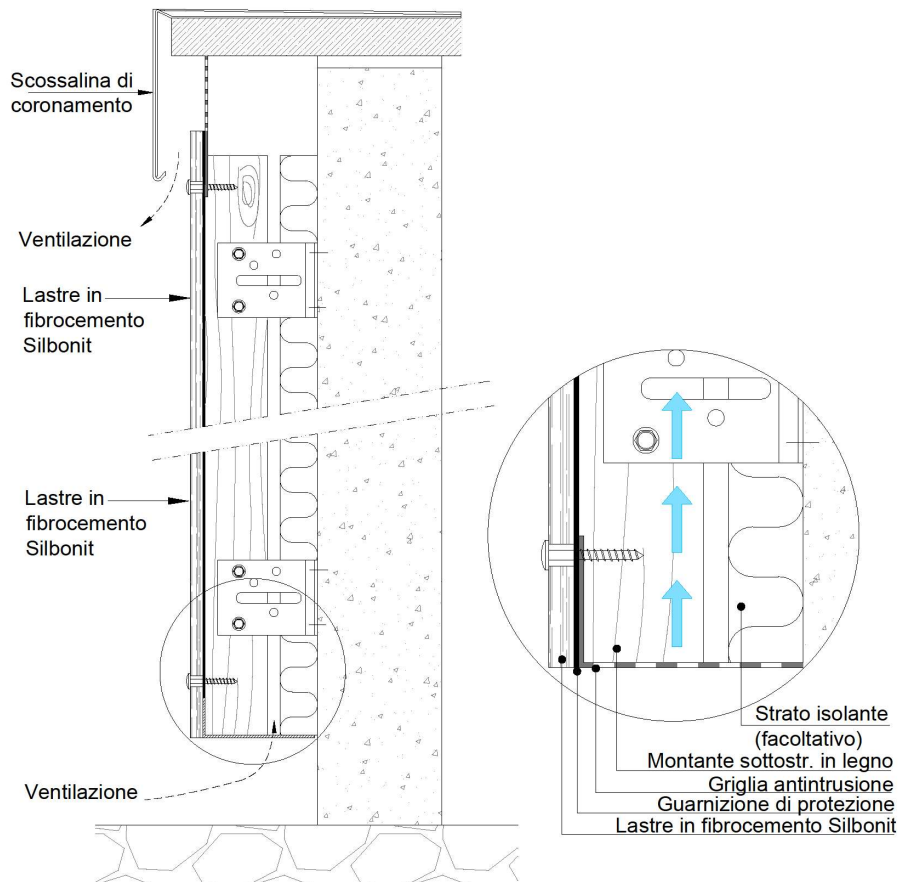 Scossalina di
coronamento
Ventilazione
Lastre in
fibrocemento
Silbonit
Lastre in
fibrocemento
Silbonit
Ventilazione
Strato isolante
(facoltativo)
Montante sottostr. in legno
Griglia antintrusione
Guarnizione di protezione
Lastre in fibrocemento Silbonit